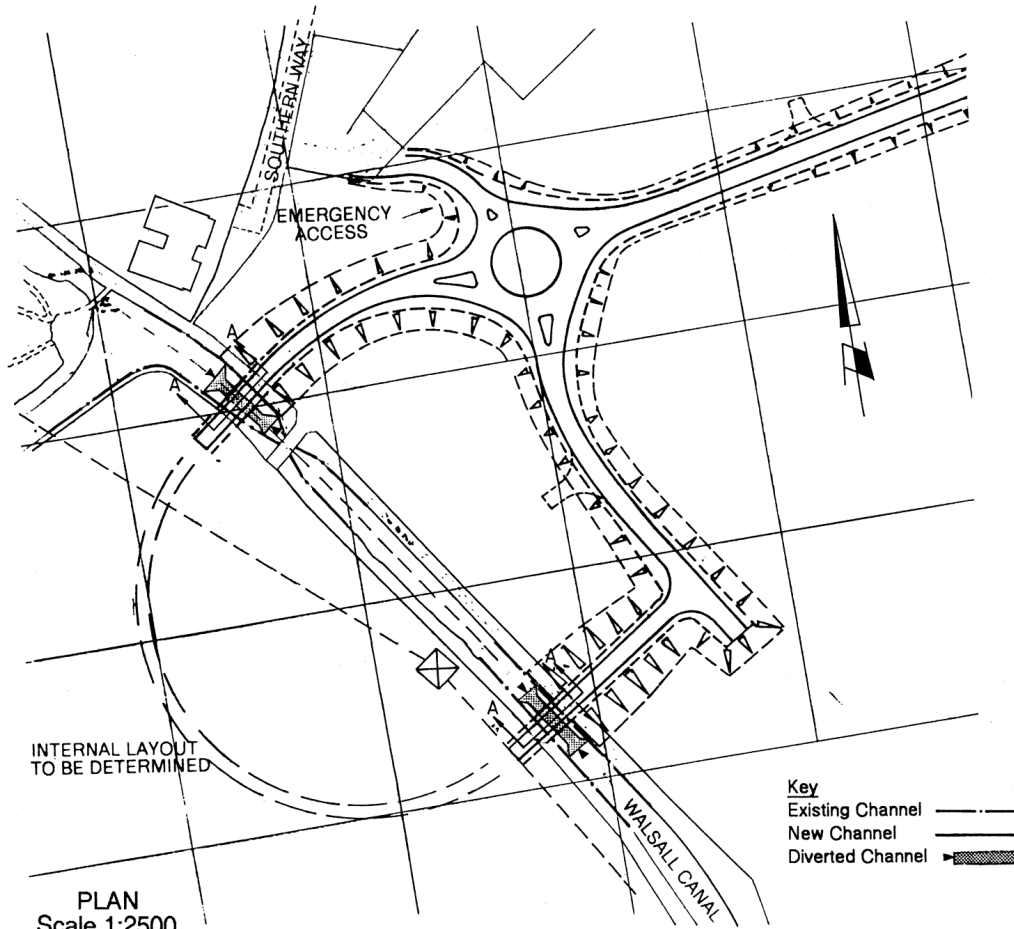 SOUTHERN WAY
EMERGENCY
ACCESS
A
A
A
A
INTERNAL LAYOUT
TO BE DETERMINED
WALSALL CANAL
Key
Existing Channel
New Channel
Diverted Channel
PLAN
Scale 1:2500